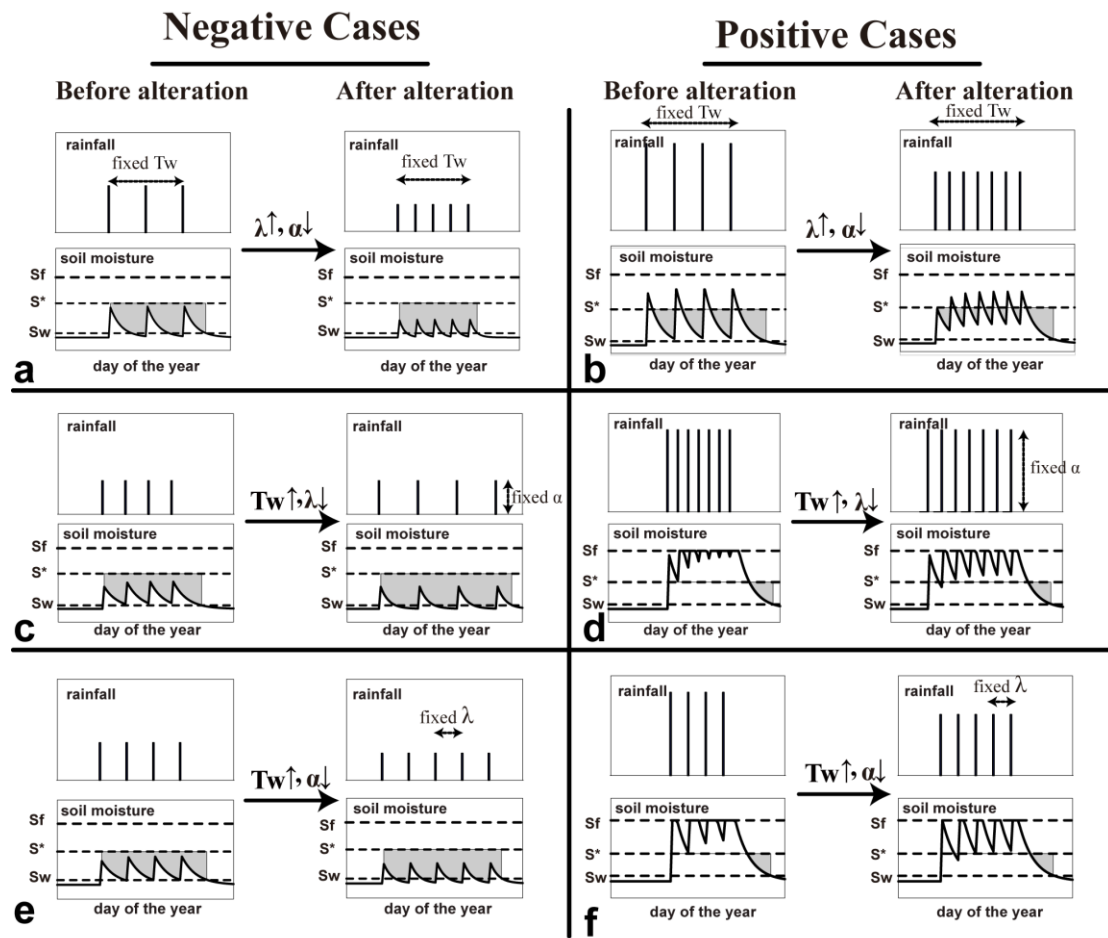 Negative Cases
Positive Cases
Before alteration
After alteration
Before alteration
After alteration
rainfall
fixed Tw
λ↑, α↓
rainfall
fixed Tw
soil moisture
Sf
S*
Sw
day of the year
soil moisture
Sf
S*
Sw
day of the year
a
fixed Tw
rainfall
λ↑, α↓
fixed Tw
rainfall
soil moisture
Sf
S*
Sw
day of the year
soil moisture
Sf
S*
Sw
day of the year
b
rainfall
Tw↑,λ↓
rainfall
fixed α
soil moisture
Sf
S*
Sw
day of the year
soil moisture
Sf
S*
Sw
day of the year
c
rainfall
Tw↑, λ↓
rainfall
fixed α
soil moisture
Sf
S*
Sw
day of the year
soil moisture
Sf
S*
Sw
day of the year
d
rainfall
Tw↑, α↓
rainfall
fixed λ
soil moisture
Sf
S*
Sw
day of the year
soil moisture
Sf
S*
Sw
day of the year
e
rainfall
Tw↑, α↓
rainfall
fixed λ
soil moisture
Sf
S*
Sw
day of the year
soil moisture
Sf
S*
Sw
day of the year
f